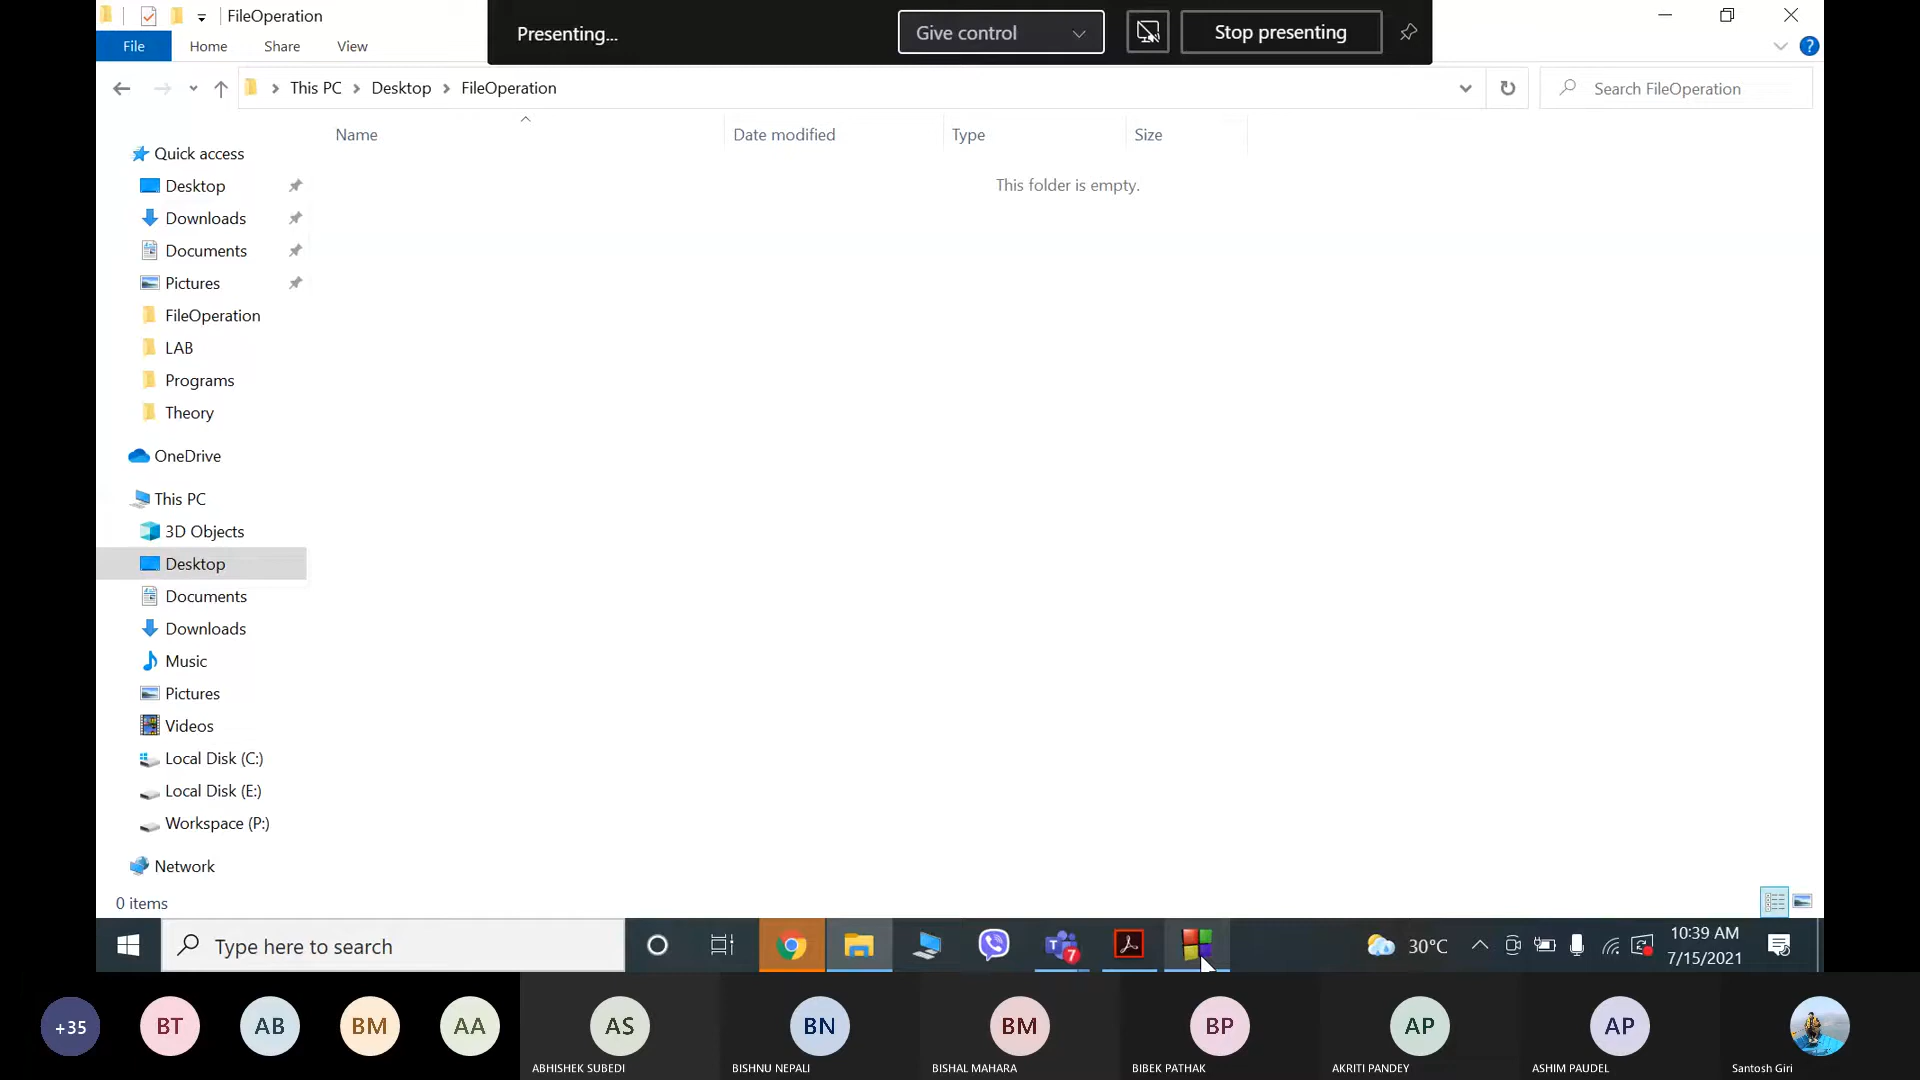 FileOperation
Presenting...
Give control
Stop presenting
File Home Share View
?
This PC Desktop FileOperation
Search FileOperation
Name Date modified Type Size
This folder is empty.
Quick access
Desktop
Downloads
Documents
Pictures
FileOperation
LAB
Programs
Theory
OneDrive
This PC
3D Objects
Desktop
Documents
Downloads
Music
Pictures
Videos
Local Disk (C:)
Local Disk (E:)
Workspace (P:)
Network
0 items
Type here to search
T 7
30°C
10:39 AM
7/15/2021
+35 BT AB BM AA AS BN BM BP AP AP
ABHISHEK SUBEDI BISHNU NEPALI BISHAL MAHARA BIBEK PATHAK AKRITI PANDEY ASHIM PAUDEL Santosh Giri